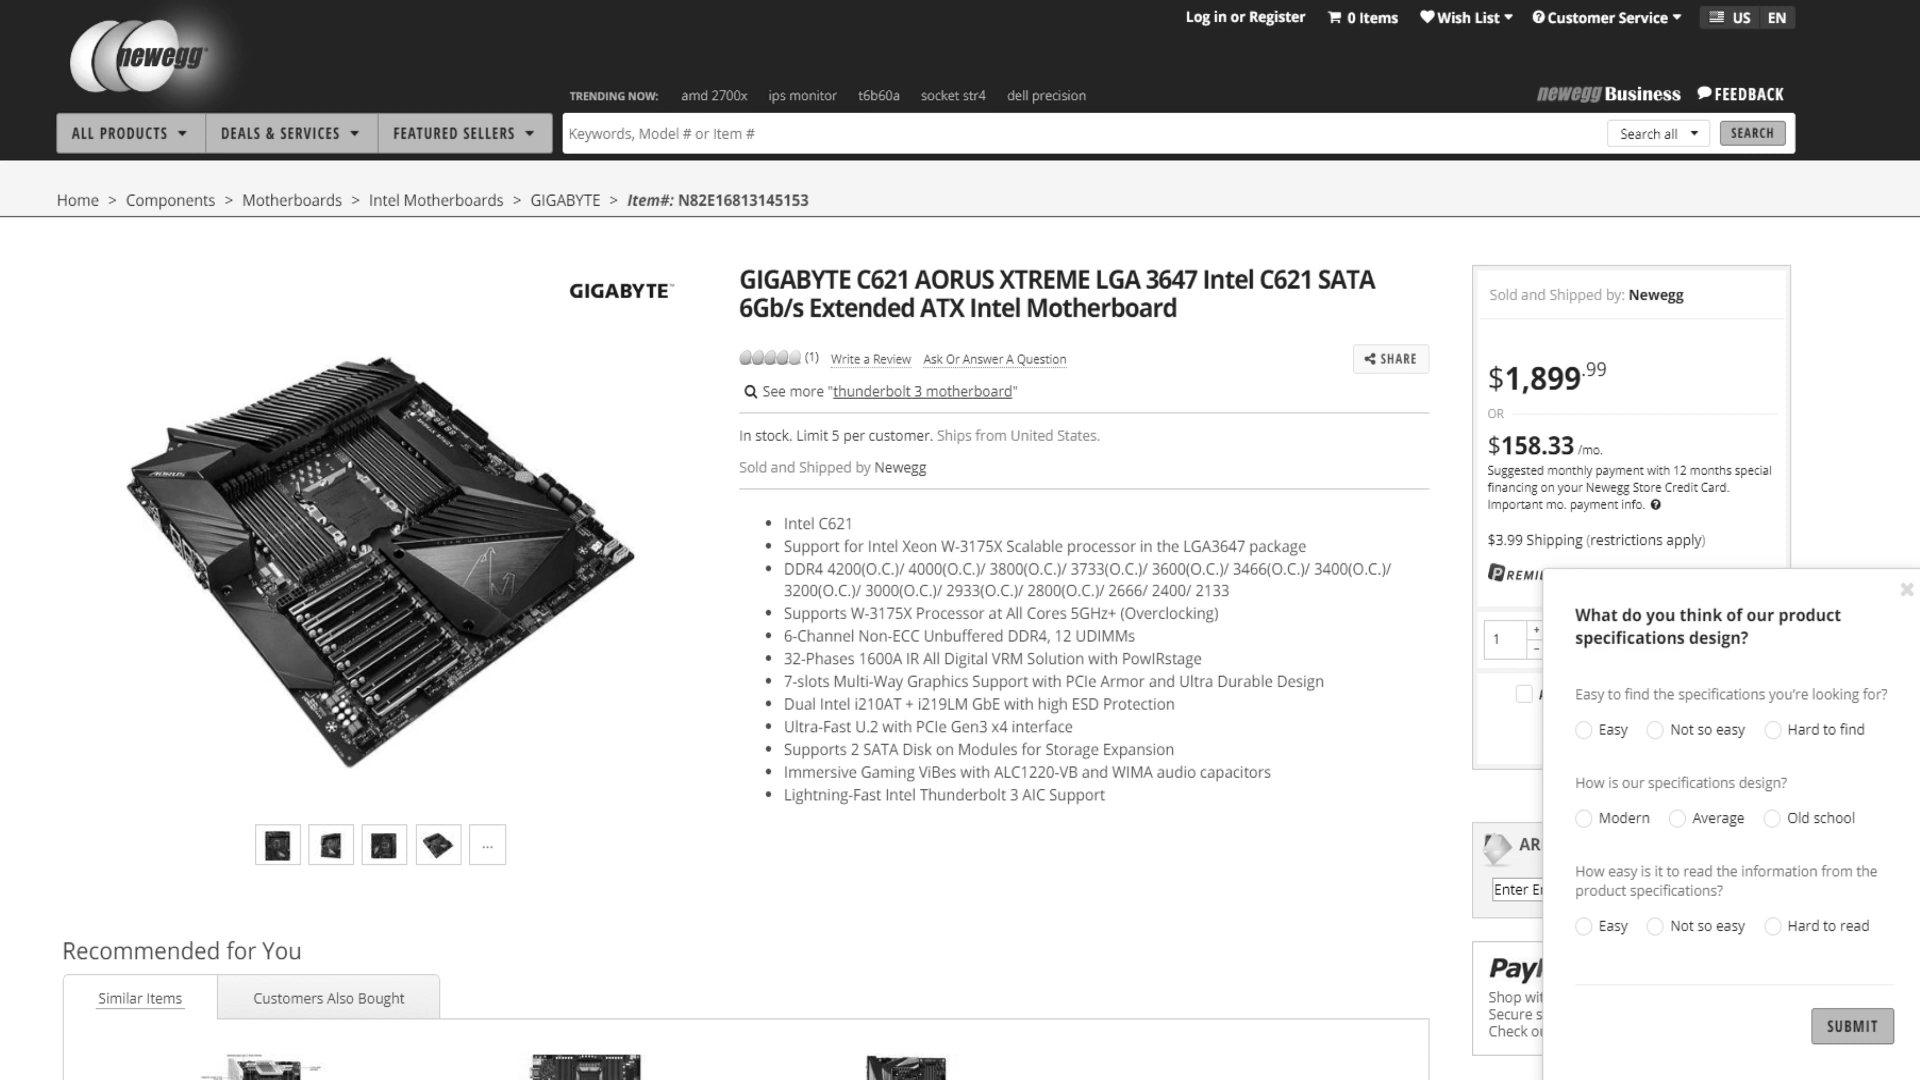 Log in or Register
0 Items
Wish List
Customer Service
US
EN
newegg
TRENDING NOW:
amd 2700x
ips monitor
t6b60a
socket str4
dell precision
newegg Business
FEEDBACK
ALL PRODUCTS
DEALS & SERVICES
FEATURED SELLERS
Keywords, Model # or Item #
Search all
SEARCH
Home > Components > Motherboards > Intel Motherboards > GIGABYTE > Item#: N82E16813145153
GIGABYTE™
GIGABYTE C621 AORUS XTREME LGA 3647 Intel C621 SATA
6Gb/s Extended ATX Intel Motherboard
(1)
Write a Review
Ask Or Answer A Question
SHARE
See more "thunderbolt 3 motherboard"
In stock. Limit 5 per customer. Ships from United States.
Sold and Shipped by Newegg
Intel C621
Support for Intel Xeon W-3175X Scalable processor in the LGA3647 package
DDR4 4200(O.C.)/ 4000(O.C.)/ 3800(O.C.)/ 3733(O.C.)/ 3600(O.C.)/ 3466(O.C.)/ 3400(O.C.)/
3200(O.C.)/ 3000(O.C.)/ 2933(O.C.)/ 2800(O.C.)/ 2666/ 2400/ 2133
Supports W-3175X Processor at All Cores 5GHz+ (Overclocking)
6-Channel Non-ECC Unbuffered DDR4, 12 UDIMMs
32-Phases 1600A IR All Digital VRM Solution with PowIRstage
7-slots Multi-Way Graphics Support with PCIe Armor and Ultra Durable Design
Dual Intel i210AT + i219LM GbE with high ESD Protection
Ultra-Fast U.2 with PCIe Gen3 x4 interface
Supports 2 SATA Disk on Modules for Storage Expansion
Immersive Gaming ViBes with ALC1220-VB and WIMA audio capacitors
Lightning-Fast Intel Thunderbolt 3 AIC Support
...
Sold and Shipped by: Newegg
$1,899.99
OR
$158.33 /mo.
Suggested monthly payment with 12 months special
financing on your Newegg Store Credit Card.
Important mo. payment info.
$3.99 Shipping (restrictions apply)
PREMI
1
+
-
AR
Enter E
Pay
Shop wit
Secure s
Check ou
What do you think of our product
specifications design?
Easy to find the specifications you're looking for?
Easy
Not so easy
Hard to find
How is our specifications design?
Modern
Average
Old school
How easy is it to read the information from the
product specifications?
Easy
Not so easy
Hard to read
SUBMIT
Recommended for You
Similar Items
Customers Also Bought